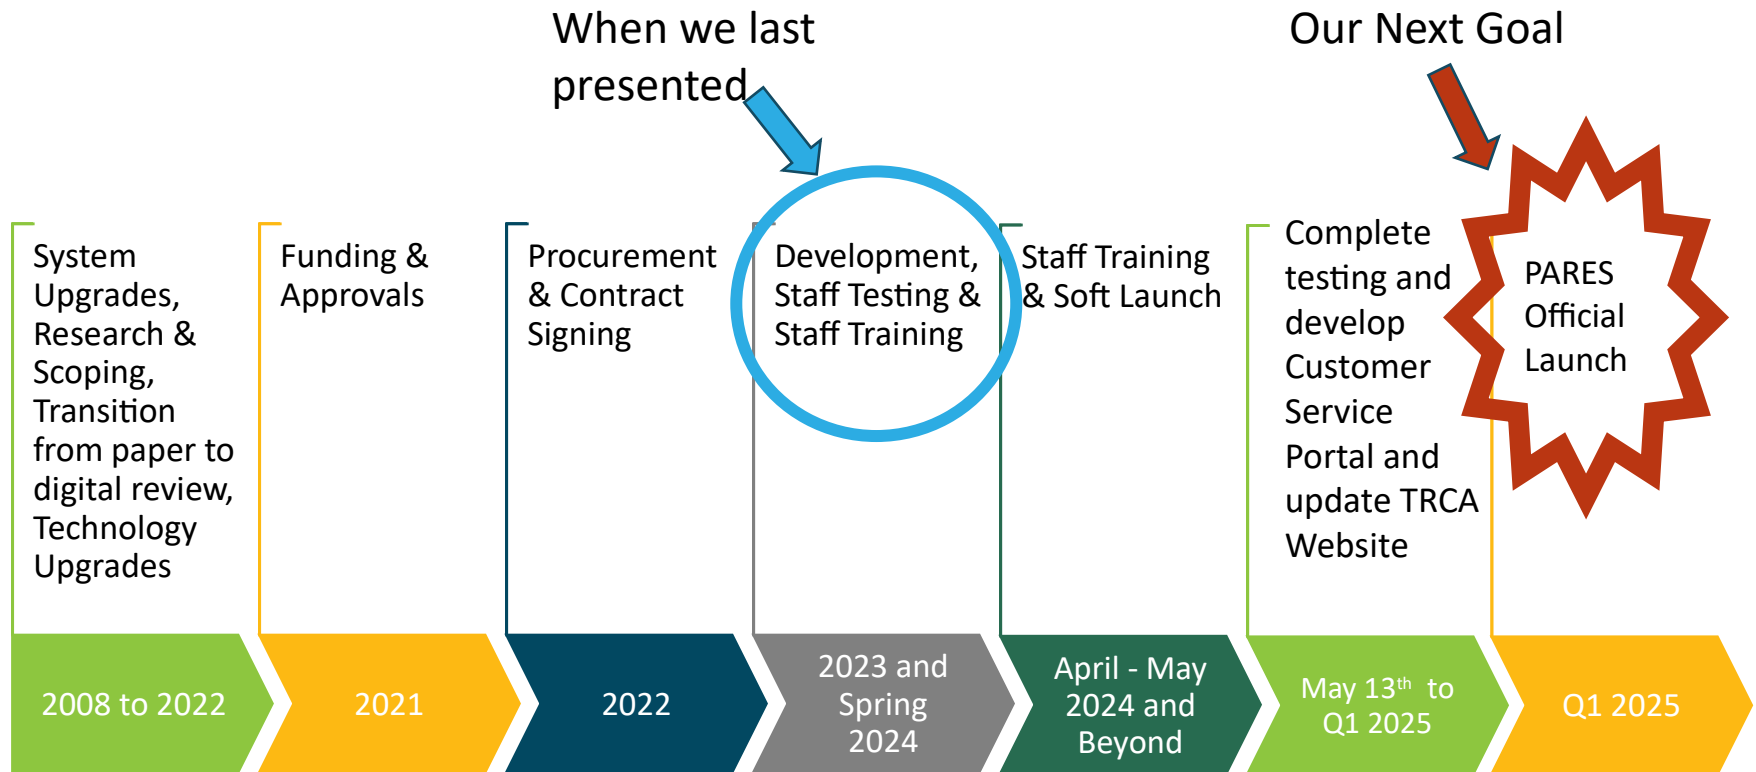 When we last
presented
Our Next Goal
System
Upgrades,
Research &
Scoping,
Transition
from paper to
digital review,
Technology
Upgrades
Funding &
Approvals
Procurement
& Contract
Signing
Development,
Staff Testing &
Staff Training
Staff Training
& Soft Launch
Complete
testing and
develop
Customer
Service
Portal and
update TRCA
Website
PARES
Official
Launch
2008 to 2022
2021
2022
2023 and
Spring
2024
April - May
2024 and
Beyond
May 13th to
Q1 2025
Q1 2025